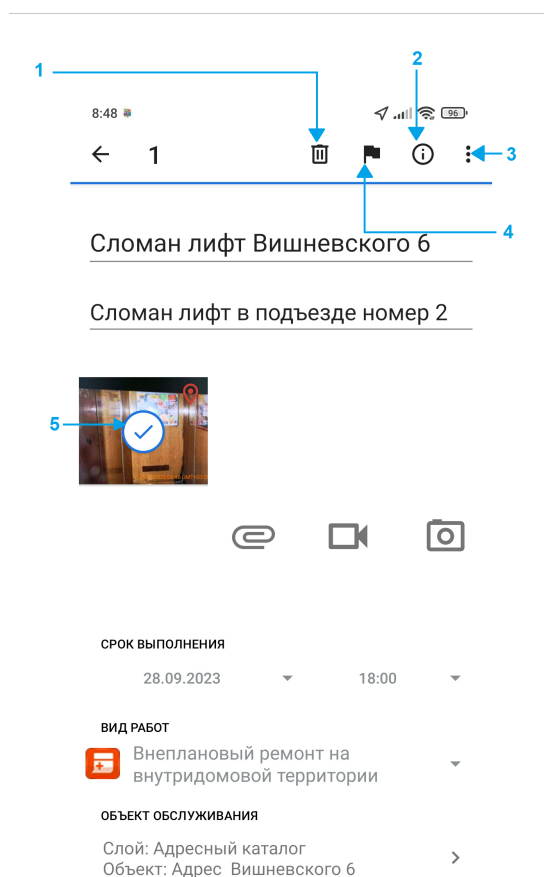 1
2
8:48
96
1
3
4
Сломан лифт Вишневского 6
Сломан лифт в подъезде номер 2
5
СРОК ВЫПОЛНЕНИЯ
28.09.2023 18:00
ВИД РАБОТ
Внеплановый ремонт на
внутридомовой территории
ОБЪЕКТ ОБСЛУЖИВАНИЯ
Слой: Адресный каталог
Объект: Адрес Вишневского 6